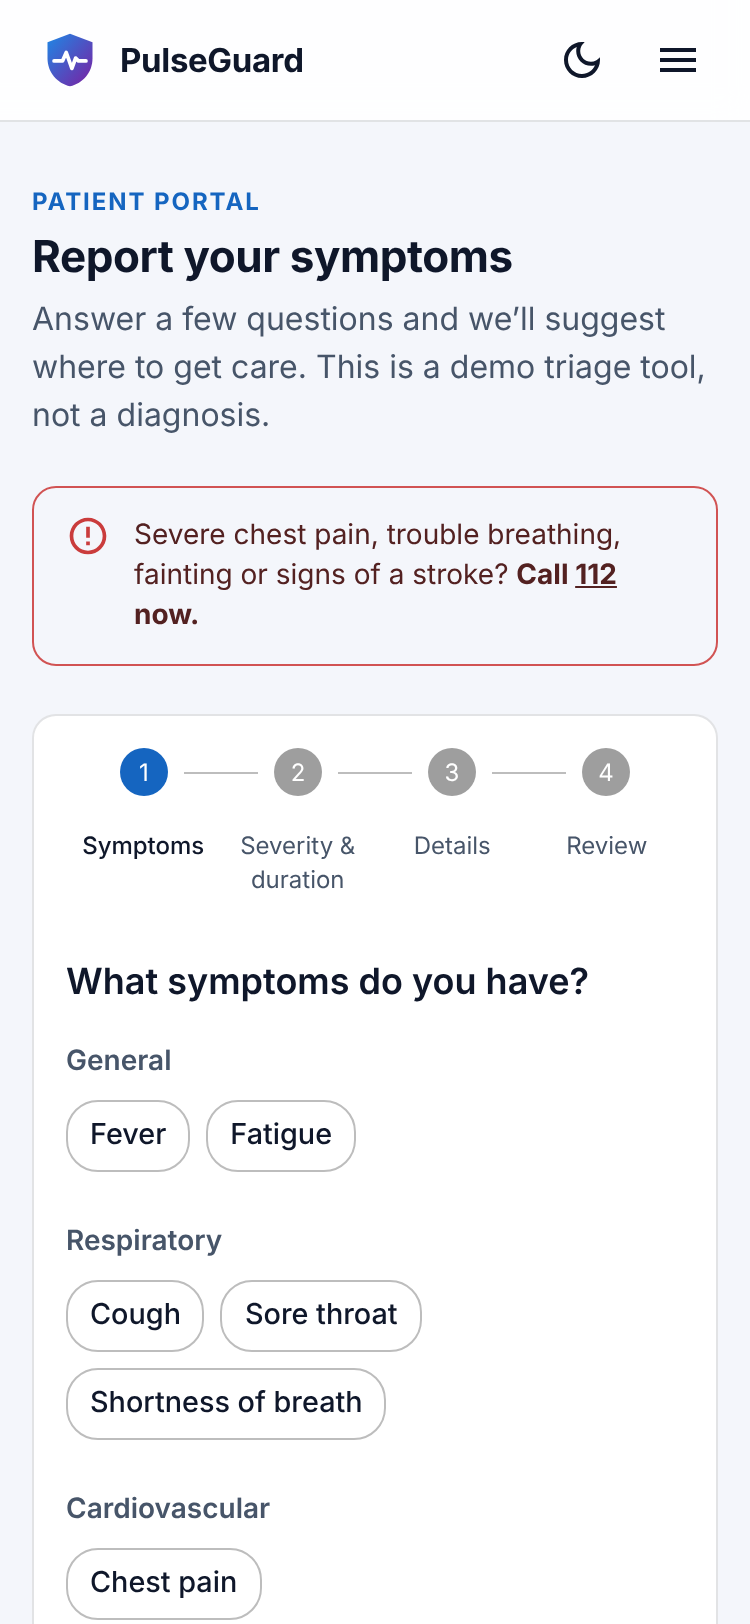 PulseGuard
PATIENT PORTAL
Report your symptoms
Answer a few questions and we’ll suggest
where to get care. This is a demo triage tool,
not a diagnosis.
Severe chest pain, trouble breathing,
fainting or signs of a stroke? Call 112
now.
1 2 3 4
Symptoms Severity & Details Review
duration
What symptoms do you have?
General
Fever Fatigue
Respiratory
Cough Sore throat
Shortness of breath
Cardiovascular
Chest pain